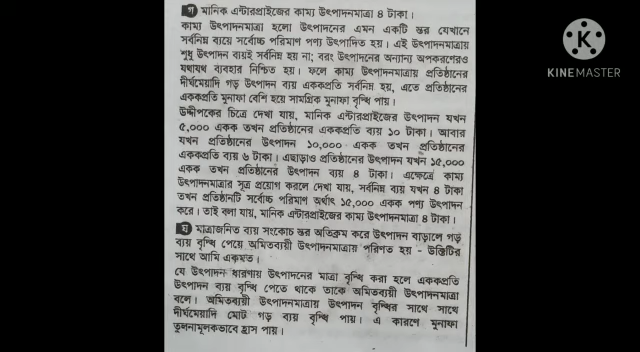 গ মানিক এন্টারপ্রাইজের কাম্য উৎপাদনমাত্রা ৪ টাকা।
কাম্য উৎপাদনমাত্রা হলো উৎপাদনের এমন একটি স্তর যেখানে
সর্বনিম্ন ব্যয়ে সর্বোচ্চ পরিমাণ পণ্য উৎপাদিত হয়। এই উৎপাদনমাত্রায়
শুধু উৎপাদন ব্যয়ই সর্বনিম্ন হয় না; বরং উৎপাদনের অন্যান্য উপকরণেরও
যথাযথ ব্যবহার নিশ্চিত হয়। ফলে কাম্য উৎপাদনমাত্রায় প্রতিষ্ঠানের
দীর্ঘমেয়াদি গড় উৎপাদন ব্যয় এককপ্রতি সর্বনিম্ন হয়, এতে প্রতিষ্ঠানের
এককপ্রতি মুনাফা বেশি হয়ে সামগ্রিক মুনাফা বৃদ্ধি পায়।
উদ্দীপকের চিত্রে দেখা যায়, মানিক এন্টারপ্রাইজের উৎপাদন যখন
৫,০০০ একক তখন প্রতিষ্ঠানের এককপ্রতি ব্যয় ১০ টাকা। আবার
যখন প্রতিষ্ঠানের উৎপাদন ১০,০০০ একক তখন প্রতিষ্ঠানের
এককপ্রতি ব্যয় ৬ টাকা। এছাড়াও প্রতিষ্ঠানের উৎপাদন যখন ১৫,০০০
একক তখন প্রতিষ্ঠানের উৎপাদন ব্যয় ৪ টাকা। এক্ষেত্রে কাম্য
উৎপাদনমাত্রার সূত্র প্রয়োগ করলে দেখা যায়, সর্বনিম্ন ব্যয় যখন ৪ টাকা
তখন প্রতিষ্ঠানটি সর্বোচ্চ পরিমাণ অর্থাৎ ১৫,০০০ একক পণ্য উৎপাদন
করে। তাই বলা যায়, মানিক এন্টারপ্রাইজের কাম্য উৎপাদনমাত্রা ৪ টাকা।
ঘ মাত্রাজনিত ব্যয় সংকোচ স্তর অতিক্রম করে উৎপাদন বাড়ালে গড়
ব্যয় বৃদ্ধি পেয়ে অমিতব্যয়ী উৎপাদনমাত্রায় পরিণত হয় - উক্তিটির
সাথে আমি একমত।
যে উৎপাদন ধারণায় উৎপাদনের মাত্রা বৃদ্ধি করা হলে এককপ্রতি
উৎপাদন ব্যয় বৃদ্ধি পেতে থাকে তাকে অমিতব্যয়ী উৎপাদনমাত্রা
বলে। অমিতব্যয়ী উৎপাদনমাত্রায় উৎপাদন বৃদ্ধির সাথে সাথে
দীর্ঘমেয়াদি মোট গড় ব্যয় বৃদ্ধি পায়। এ কারণে মুনাফা
তুলনামূলকভাবে হ্রাস পায়।
KINEMASTER